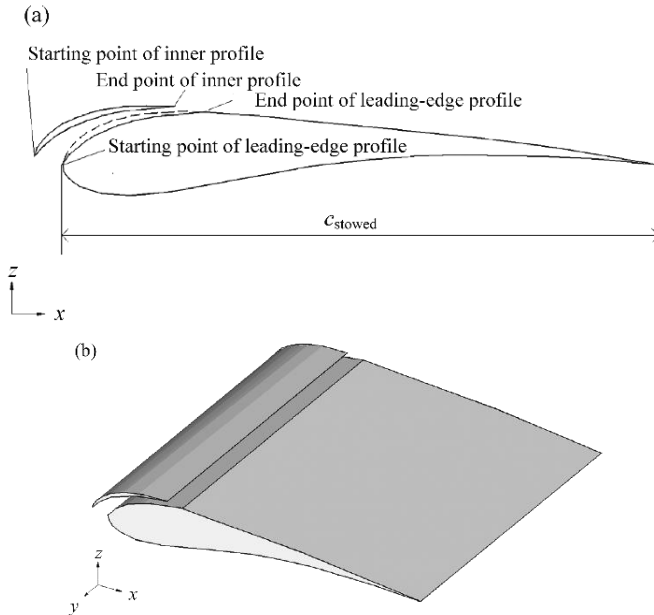 (a)
Starting point of inner profile
End point of inner profile
End point of leading-edge profile
Starting point of leading-edge profile
c_stowed
z
x
(b)
z
y
x